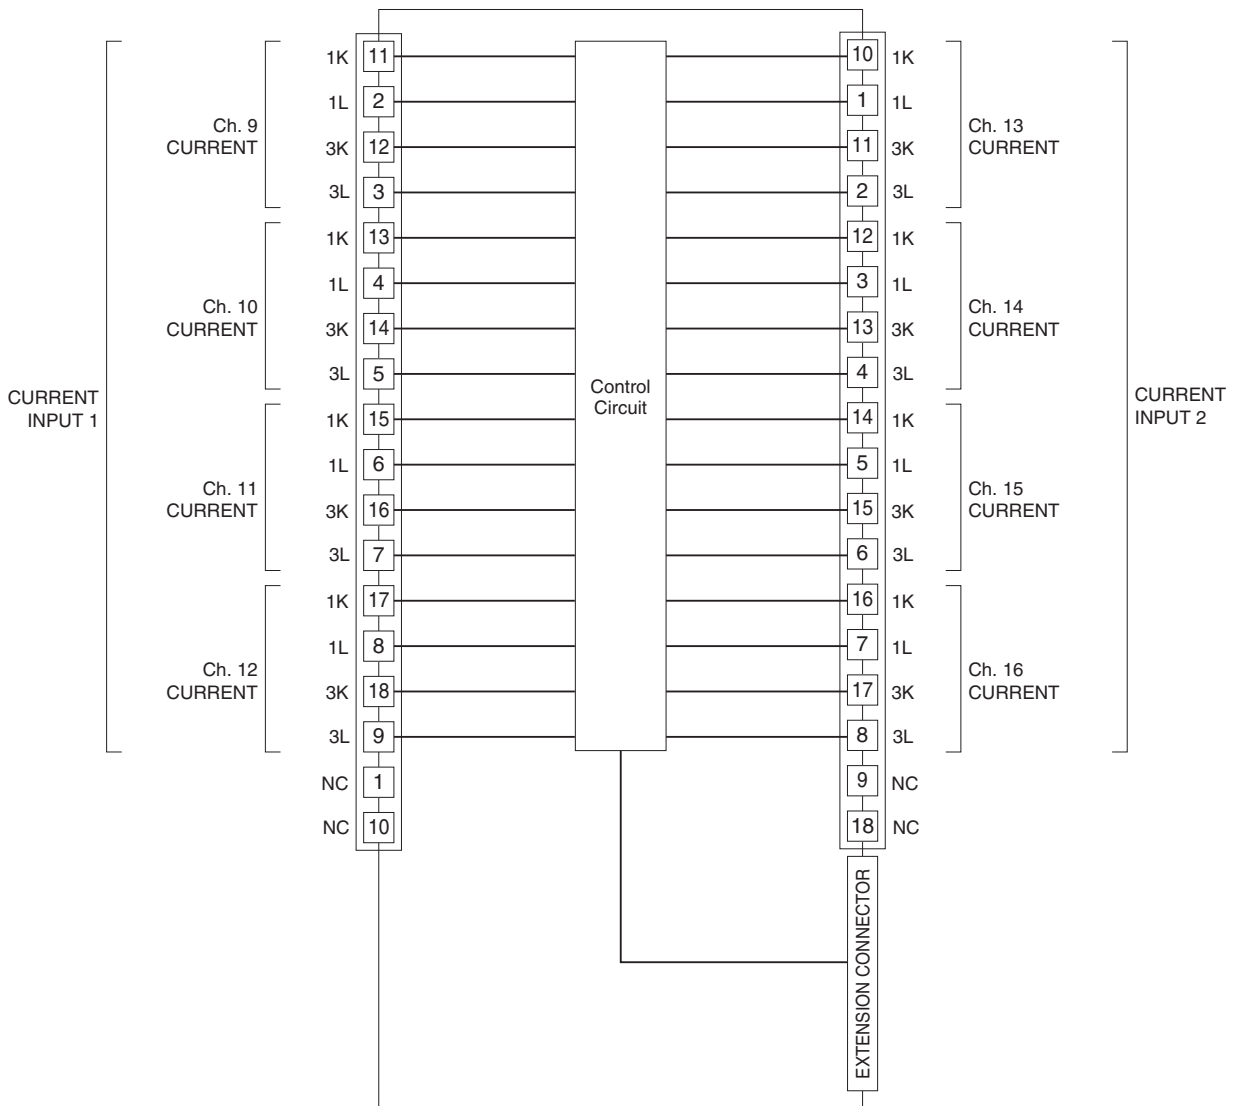 1K 11 10 1K
1L 2 1 1L
Ch. 9
CURRENT
Ch. 13
CURRENT
3K 12 11 3K
3L 3 2 3L
1K 13 12 1K
1L 4 3 1L
Ch. 10
CURRENT
Ch. 14
CURRENT
3K 14 13 3K
3L 5 4 3L
CURRENT
INPUT 1
Control
Circuit
CURRENT
INPUT 2
1K 15 14 1K
1L 6 5 1L
Ch. 11
CURRENT
Ch. 15
CURRENT
3K 16 15 3K
3L 7 6 3L
1K 17 16 1K
1L 8 7 1L
Ch. 12
CURRENT
Ch. 16
CURRENT
3K 18 17 3K
3L 9 8 3L
NC 1 9 NC
NC 10 18 NC
EXTENSION CONNECTOR